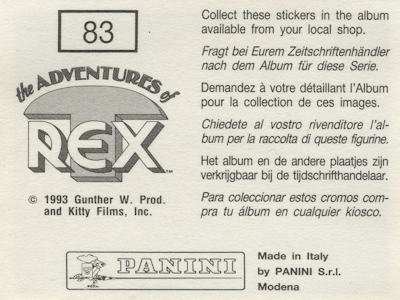 83
the ADVENTURES of
T
REX™
© 1993 Gunther W. Prod.
and Kitty Films, Inc.
Collect these stickers in the album
available from your local shop.
Fragt bei Eurem Zeitschriftenhändler
nach dem Album für diese Serie.
Demandez à votre détaillant l'Album
pour la collection de ces images.
Chiedete al vostro rivenditore l'al-
bum per la raccolta di queste figurine.
Het album en de andere plaatjes zijn
verkrijgbaar bij de tijdschrifthandelaar.
Para coleccionar estos cromos com-
pra tu álbum en cualquier kiosco.
PANINI
Made in Italy
by PANINI S.r.l.
Modena